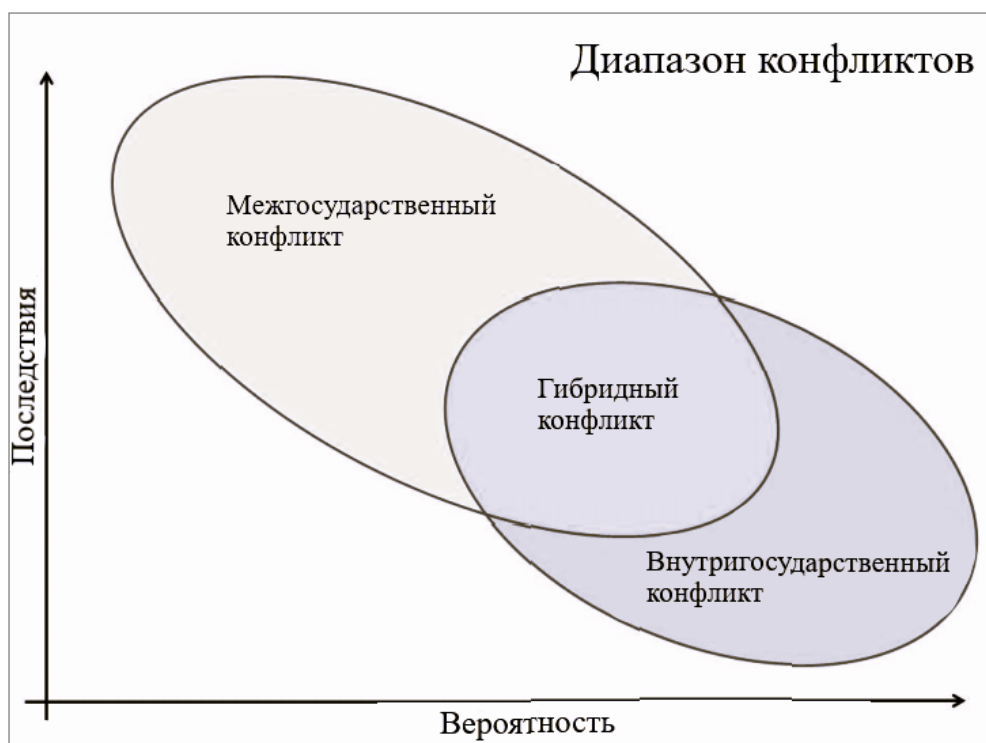 Диапазон конфликтов
Межгосударственный
конфликт
Последствия
Гибридный
конфликт
Внутригосударственный
конфликт
Вероятность